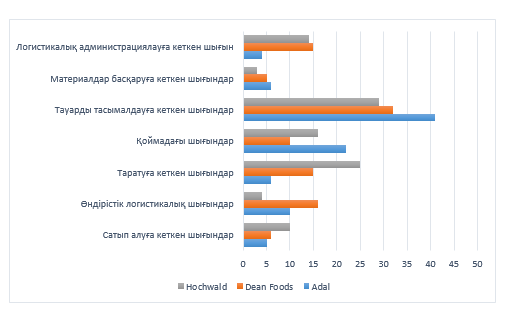 Логистикалық администрациялауға кеткен шығын
Материалдар басқаруға кеткен шығындар
Тауарды тасымалдауға кеткен шығындар
Қоймадағы шығындар
Таратуға кеткен шығындар
Өндірістік логистикалық шығындар
Сатып алуға кеткен шығындар
0 5 10 15 20 25 30 35 40 45 50
Hochwald Dean Foods Adal